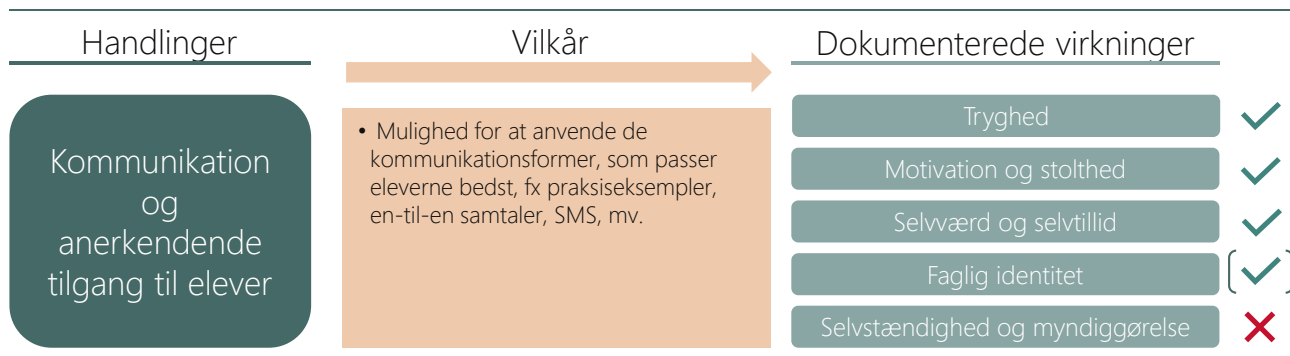 Handlinger
Vilkår
Dokumenterede virkninger
Kommunikation
og
anerkendende
tilgang til elever
• Mulighed for at anvende de
kommunikationsformer, som passer
eleverne bedst, fx praksiseksempler,
en-til-en samtaler, SMS, mv.
Tryghed
Motivation og stolthed
Selvværd og selvtillid
Faglig identitet
Selvstændighed og myndiggørelse